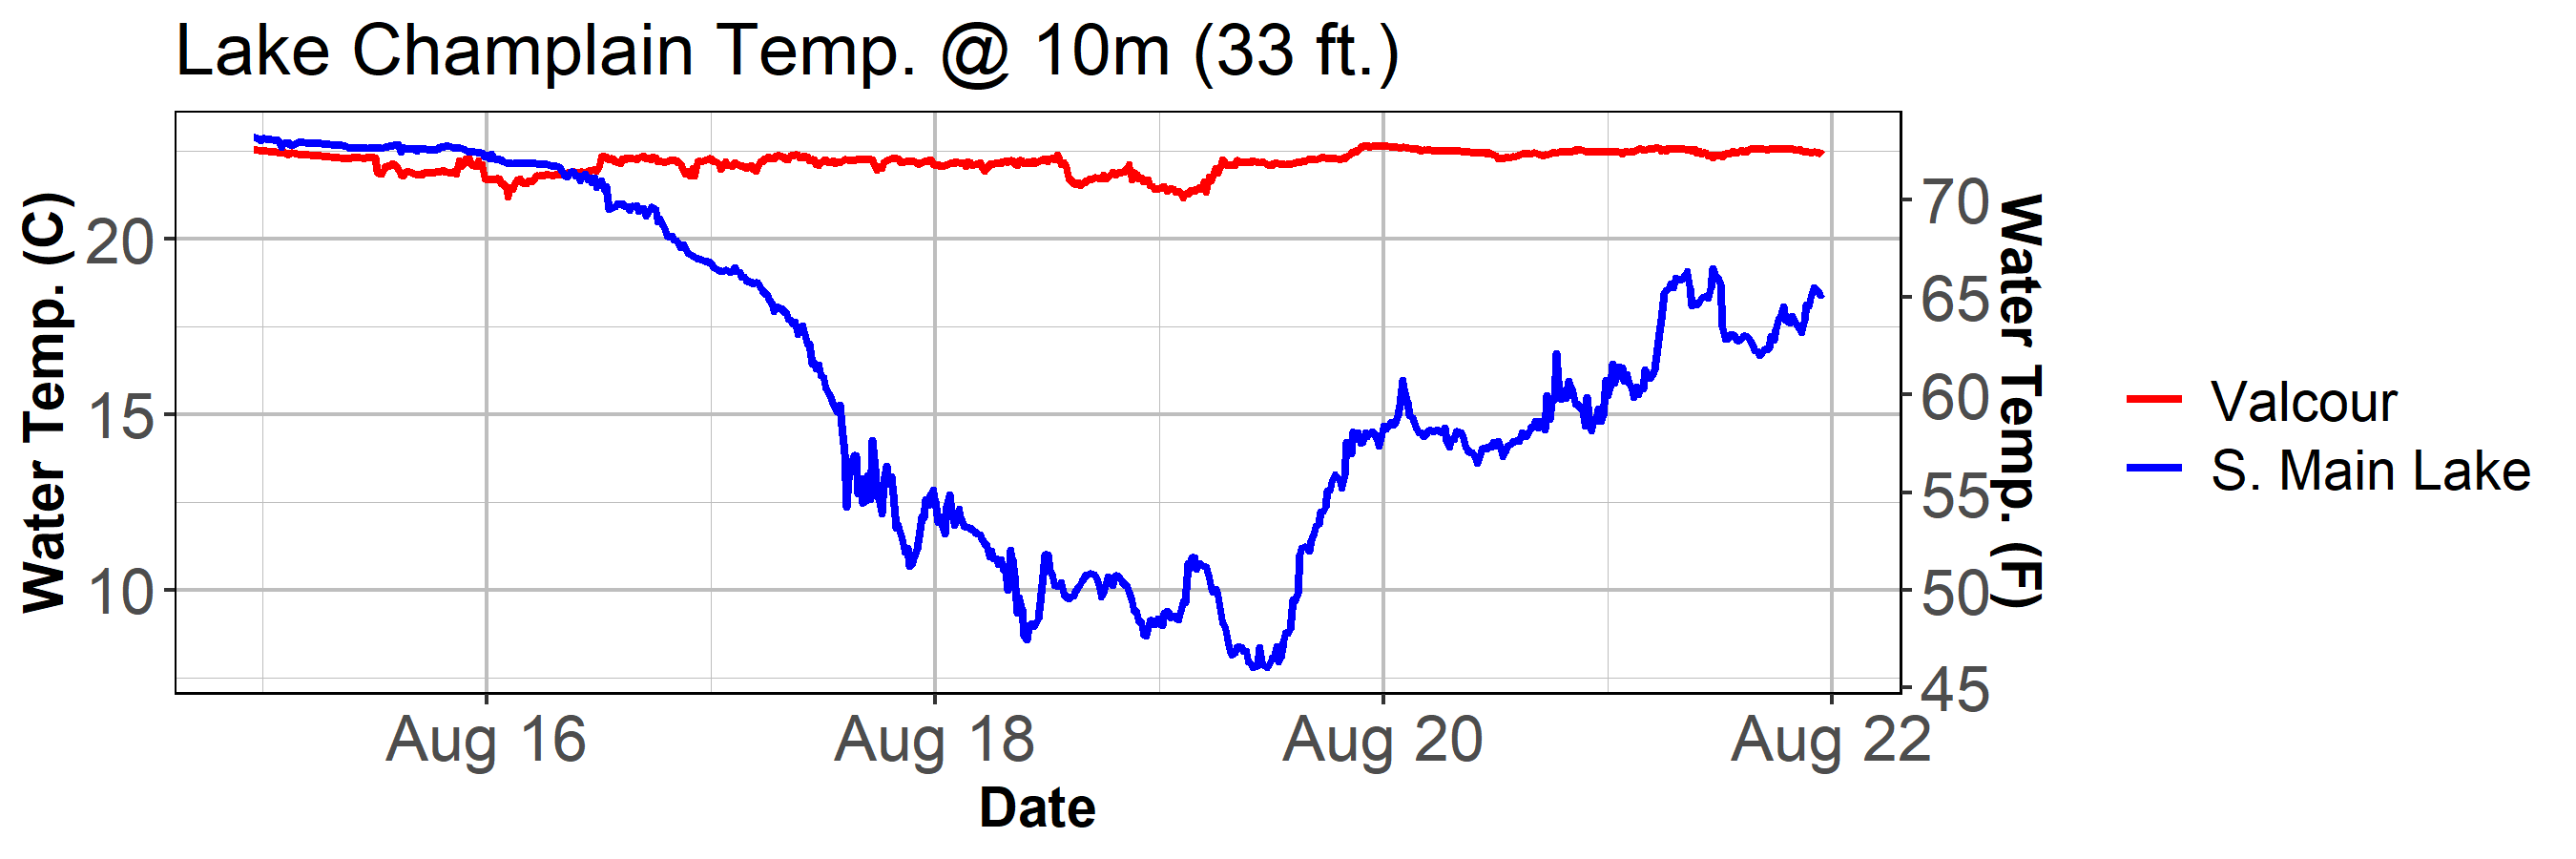 Lake Champlain Temp. @ 10m (33 ft.)
Water Temp. (C)
20
15
10
70
65
60
55
50
45
Water Temp. (F)
Aug 16
Aug 18
Aug 20
Aug 22
Date
Valcour
S. Main Lake